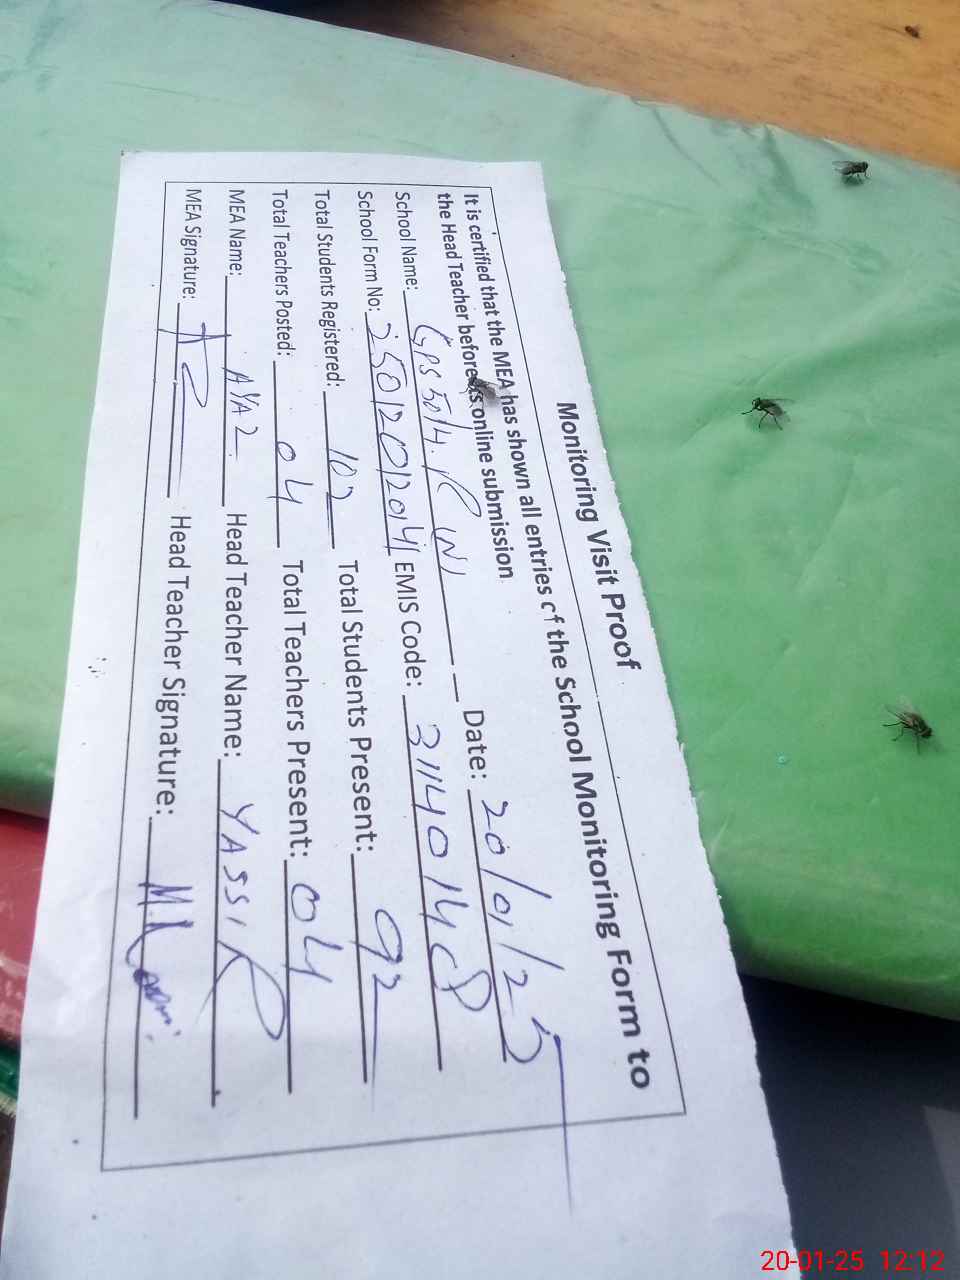 Monitoring Visit Proof
It is certified that the MEA has shown all entries of the School Monitoring Form to
the Head Teacher before its online submission
School Name: GPS 50/4.R (N) Date: 20/01/25
School Form No: 250120120141 EMIS Code: 31140148
Total Students Registered: 102 Total Students Present: 92
Total Teachers Posted: 04 Total Teachers Present: 04
MEA Name: AYAZ Head Teacher Name: YASSIR
MEA Signature: Head Teacher Signature:
20-01-25 12:12